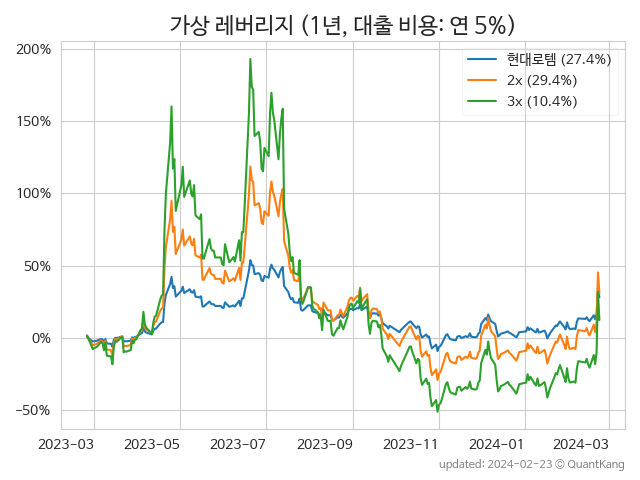 가상 레버리지 (1년, 대출 비용: 연 5%)
200%
150%
100%
50%
0%
−50%
현대로템 (27.4%)
2x (29.4%)
3x (10.4%)
2023-03 2023-05 2023-07 2023-09 2023-11 2024-01 2024-03
updated: 2024-02-23 © QuantKang